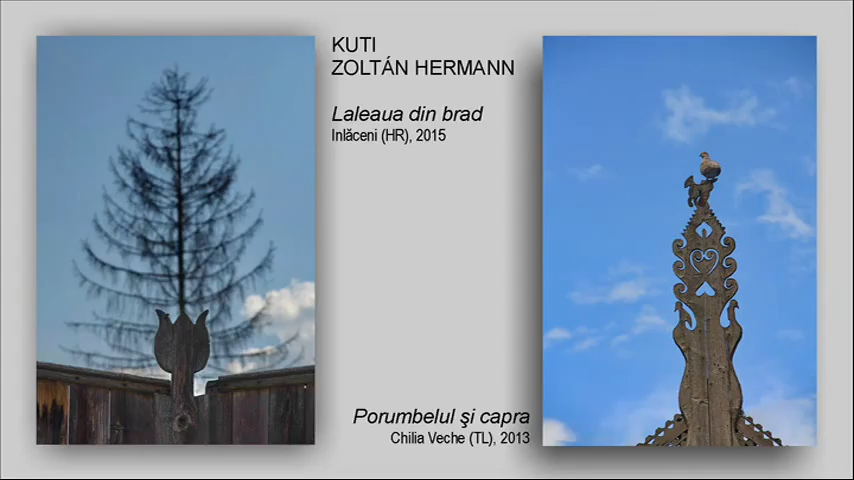 KUTI
ZOLTÁN HERMANN
Laleaua din brad
Inlăceni (HR), 2015
Porumbelul şi capra
Chilia Veche (TL), 2013